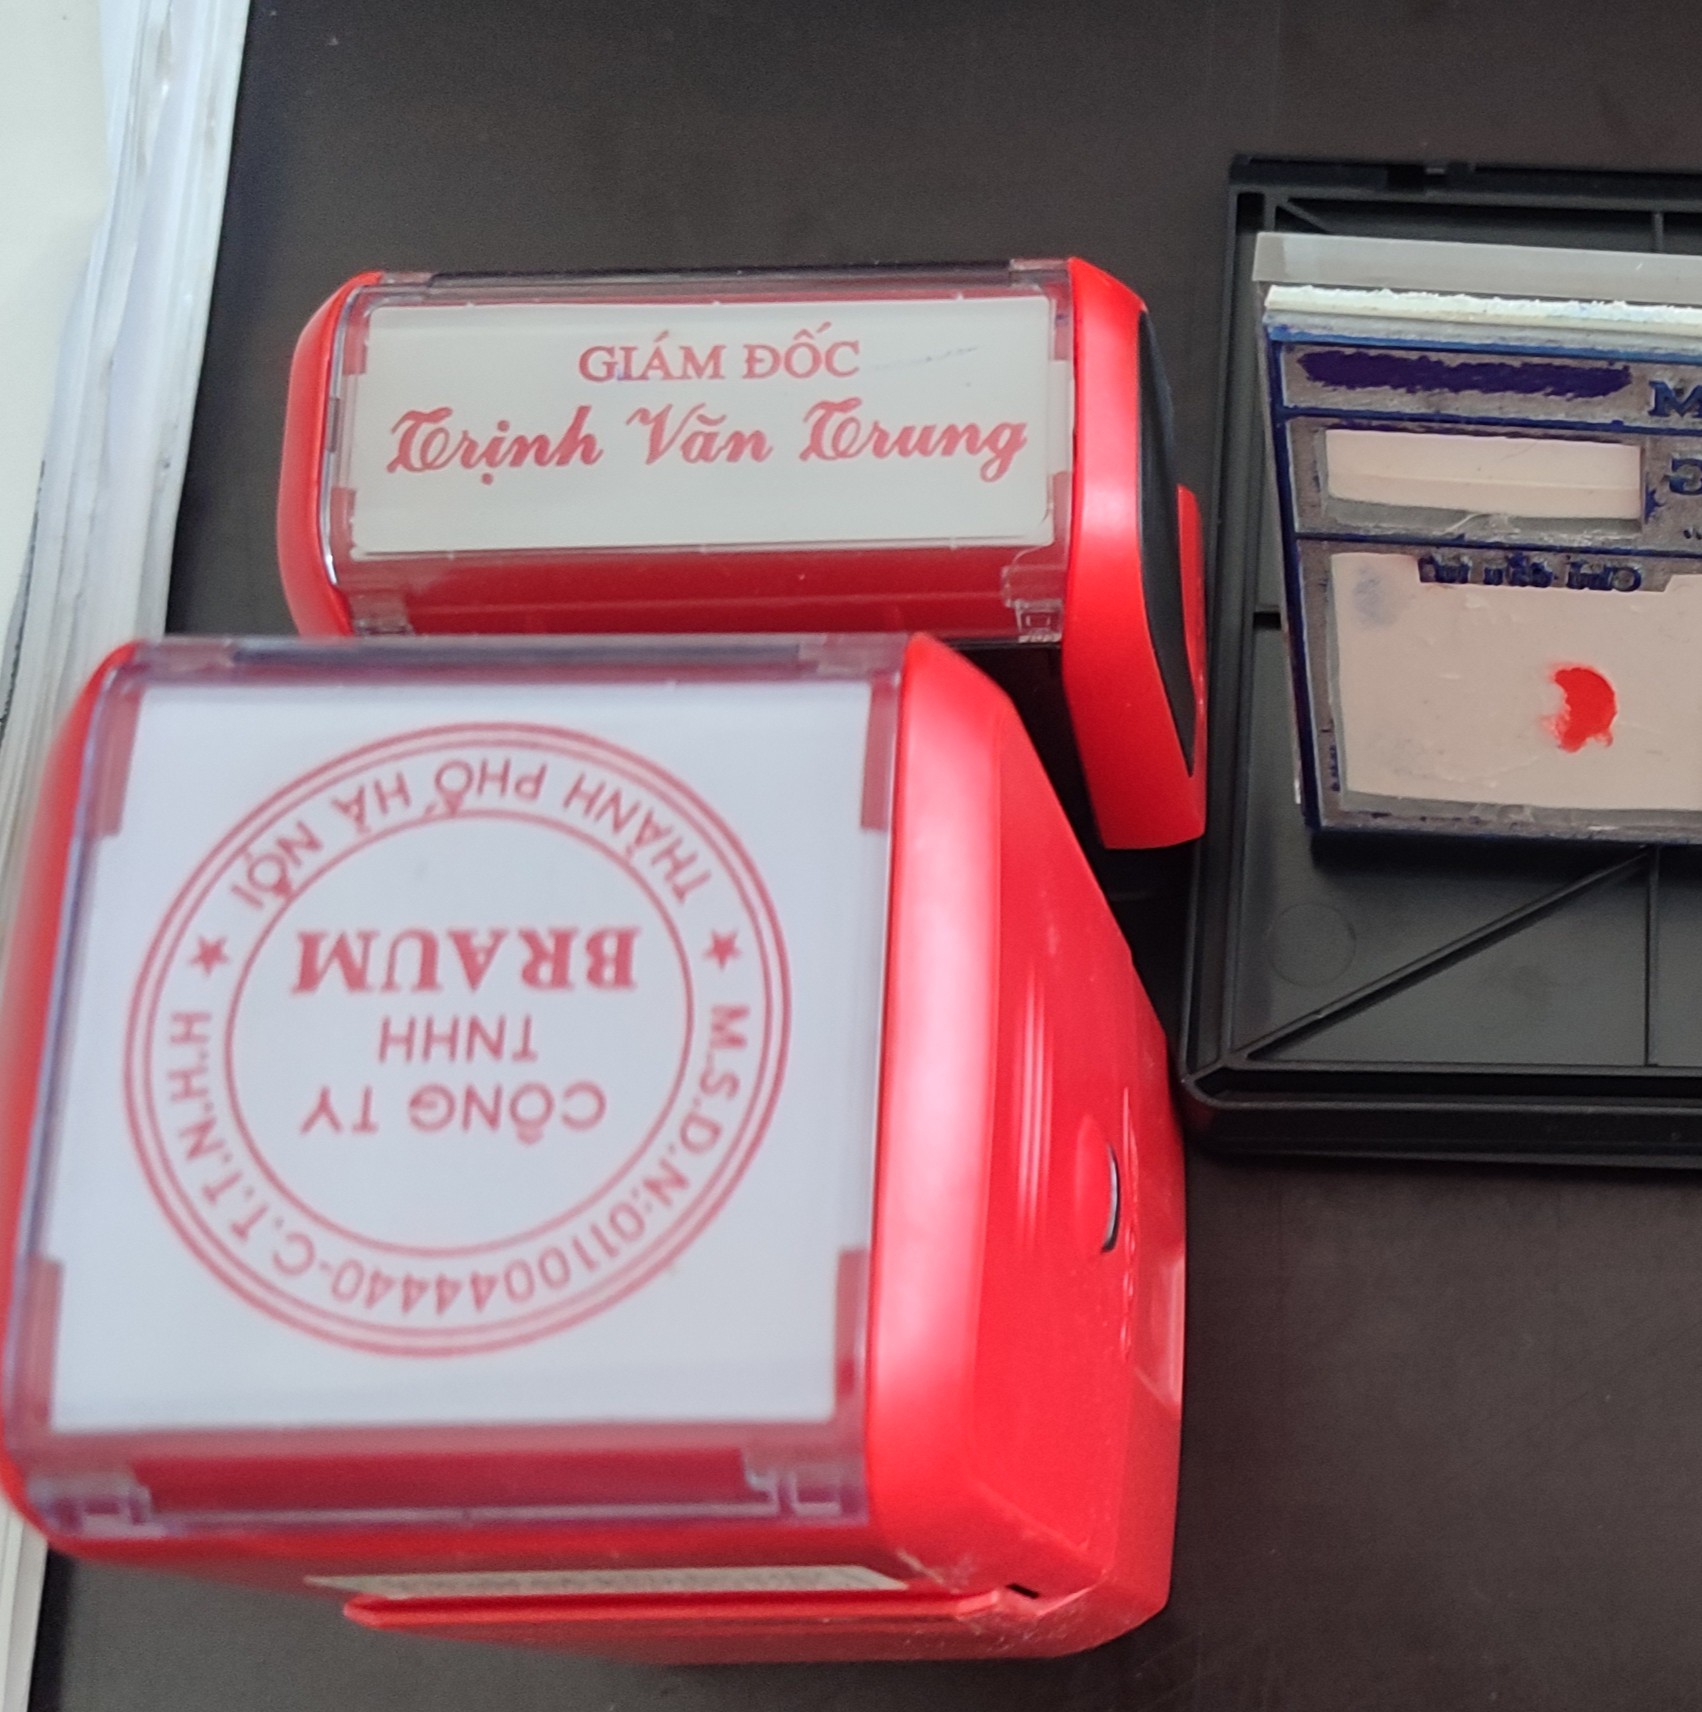 GIÁM ĐỐC
Trịnh Văn Trung
M.S.D.N:0110044440-C.T.T.N.H.H
CÔNG TY
TNHH
BRAUM
★ THÀNH PHỐ HÀ NỘI ★